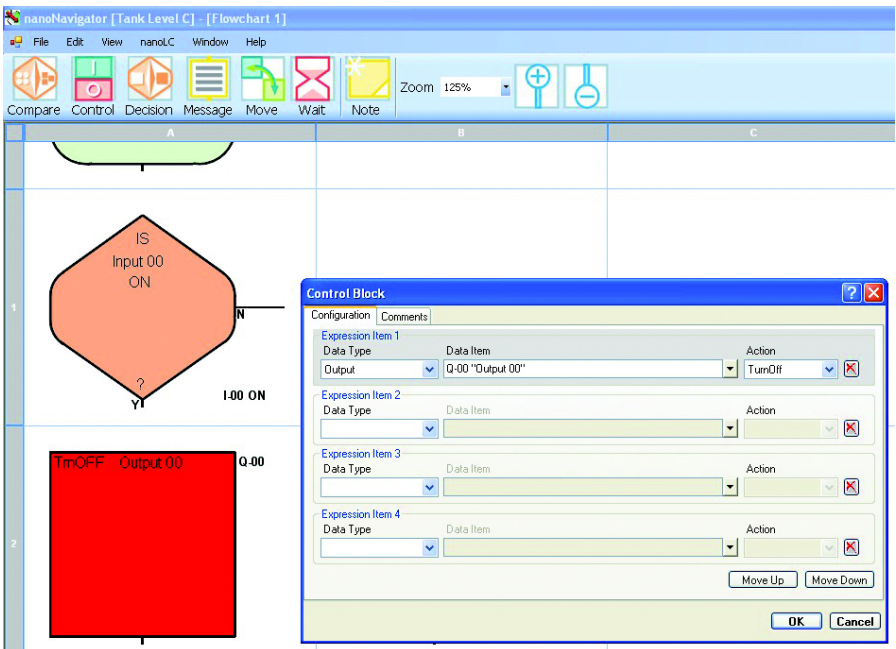 nanoNavigator [Tank Level C] - [Flowchart 1]
File Edit View nanoLC Window Help
Compare Control Decision Message Move Wait Note Zoom 125%
A B C
1
IS
Input 00
ON
?
N
Y
I-00 ON
2
TrnOFF Output 00
Q-00
Control Block
Configuration Comments
Expression Item 1
Data Type Data Item Action
Output Q-00 "Output 00" TurnOff
Expression Item 2
Data Type Data Item Action
Expression Item 3
Data Type Data Item Action
Expression Item 4
Data Type Data Item Action
Move Up Move Down
OK Cancel